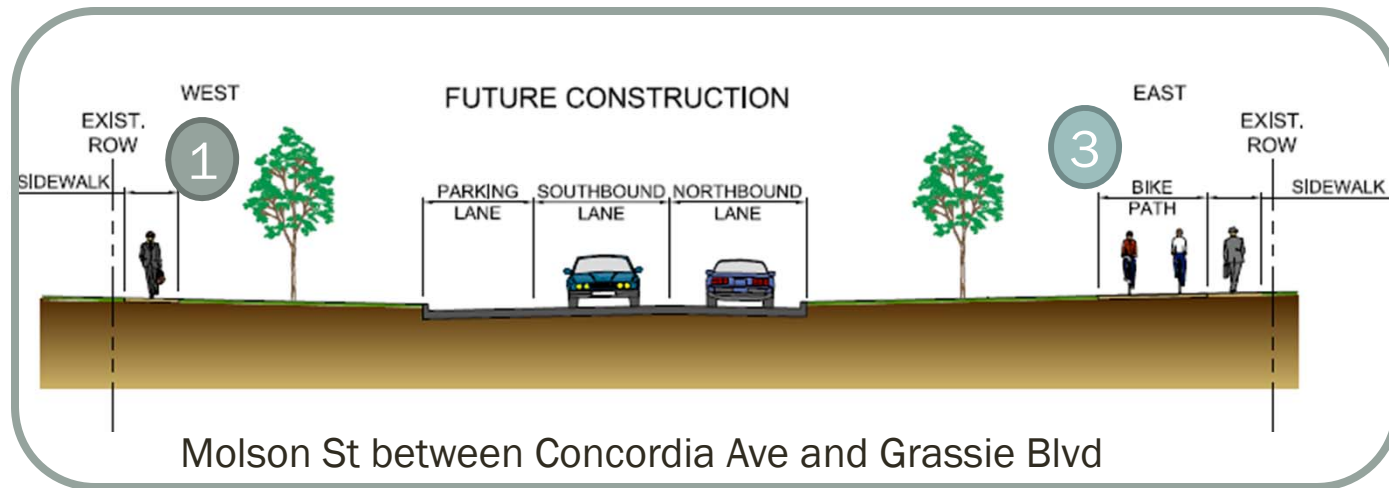 WEST
FUTURE CONSTRUCTION
EAST
EXIST.
ROW
1
3
EXIST.
ROW
SIDEWALK
PARKING
LANE
SOUTHBOUND
LANE
NORTHBOUND
LANE
BIKE
PATH
SIDEWALK
Molson St between Concordia Ave and Grassie Blvd